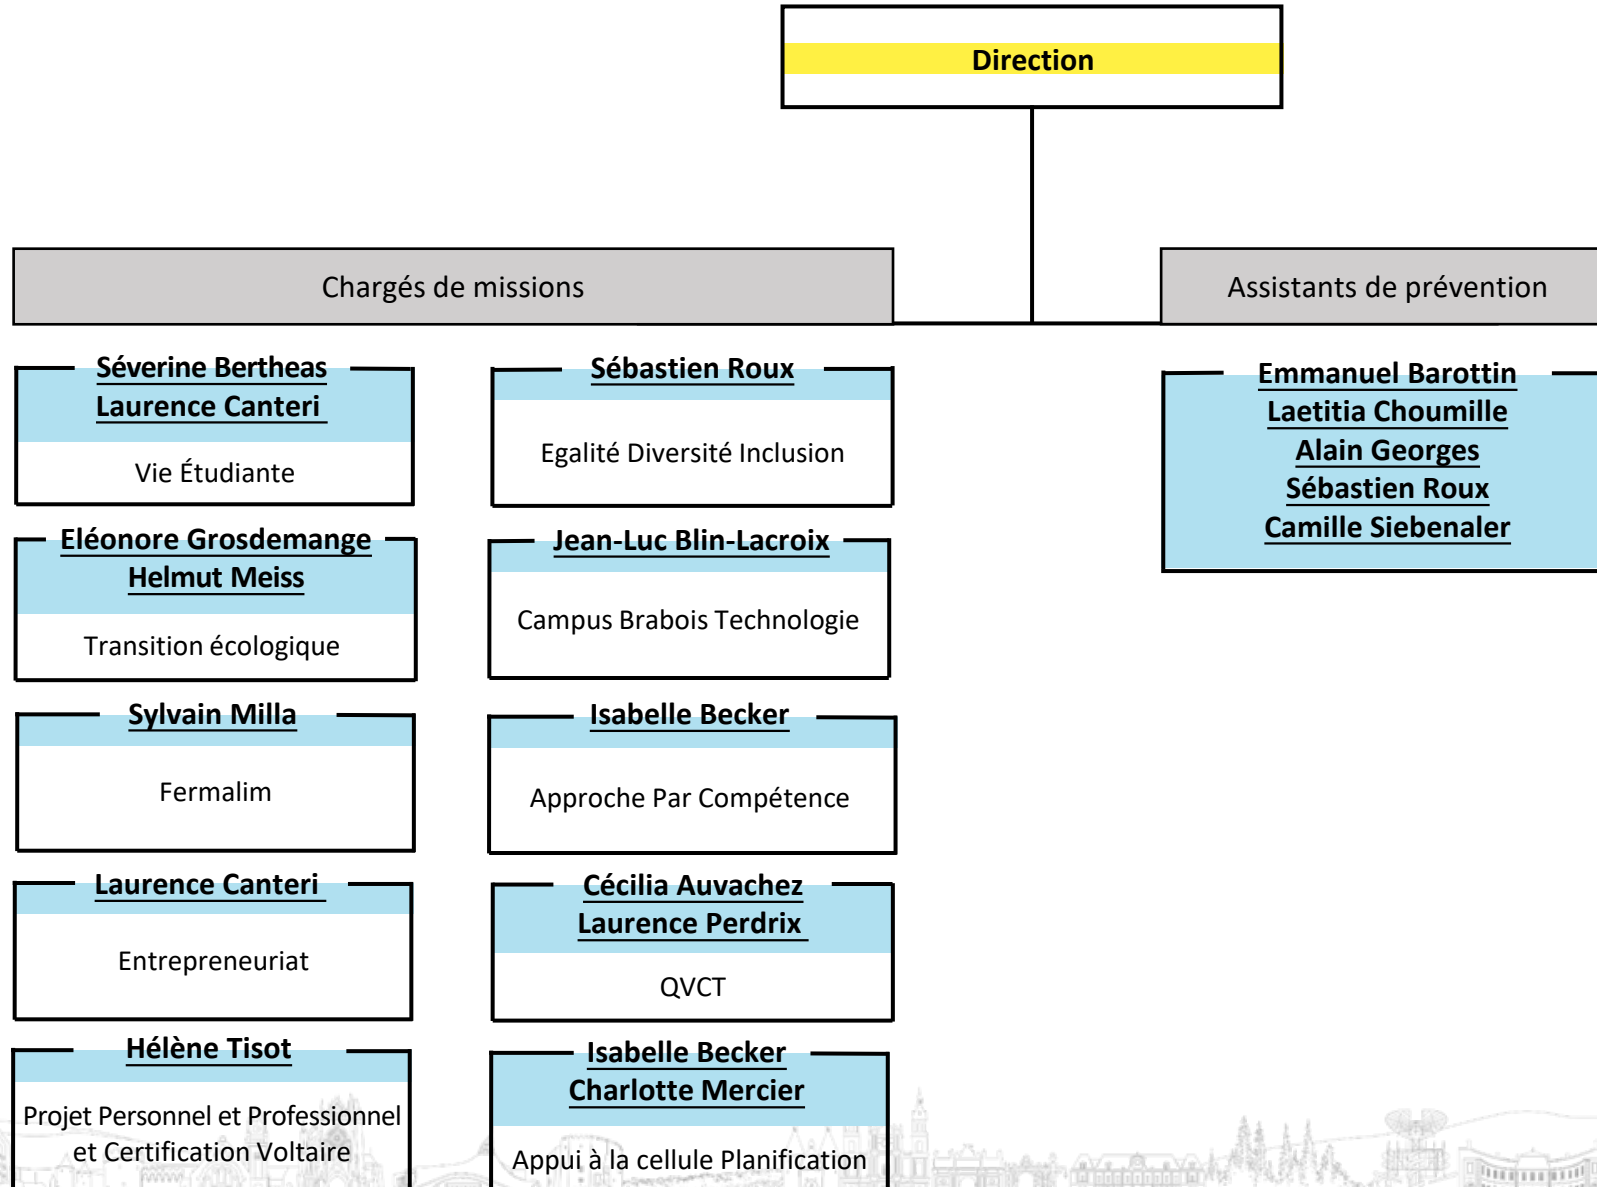 Direction
Chargés de missions
Assistants de prévention
Séverine Bertheas
Laurence Canteri
Vie Étudiante
Eléonore Grosdemange
Helmut Meiss
Transition écologique
Sylvain Milla
Fermalim
Laurence Canteri
Entrepreneuriat
Hélène Tisot
Projet Personnel et Professionnel
et Certification Voltaire
Sébastien Roux
Egalité Diversité Inclusion
Jean-Luc Blin-Lacroix
Campus Brabois Technologie
Isabelle Becker
Approche Par Compétence
Cécilia Auvachez
Laurence Perdrix
QVCT
Isabelle Becker
Charlotte Mercier
Appui à la cellule Planification
Emmanuel Barottin
Laetitia Choumille
Alain Georges
Sébastien Roux
Camille Siebenaler